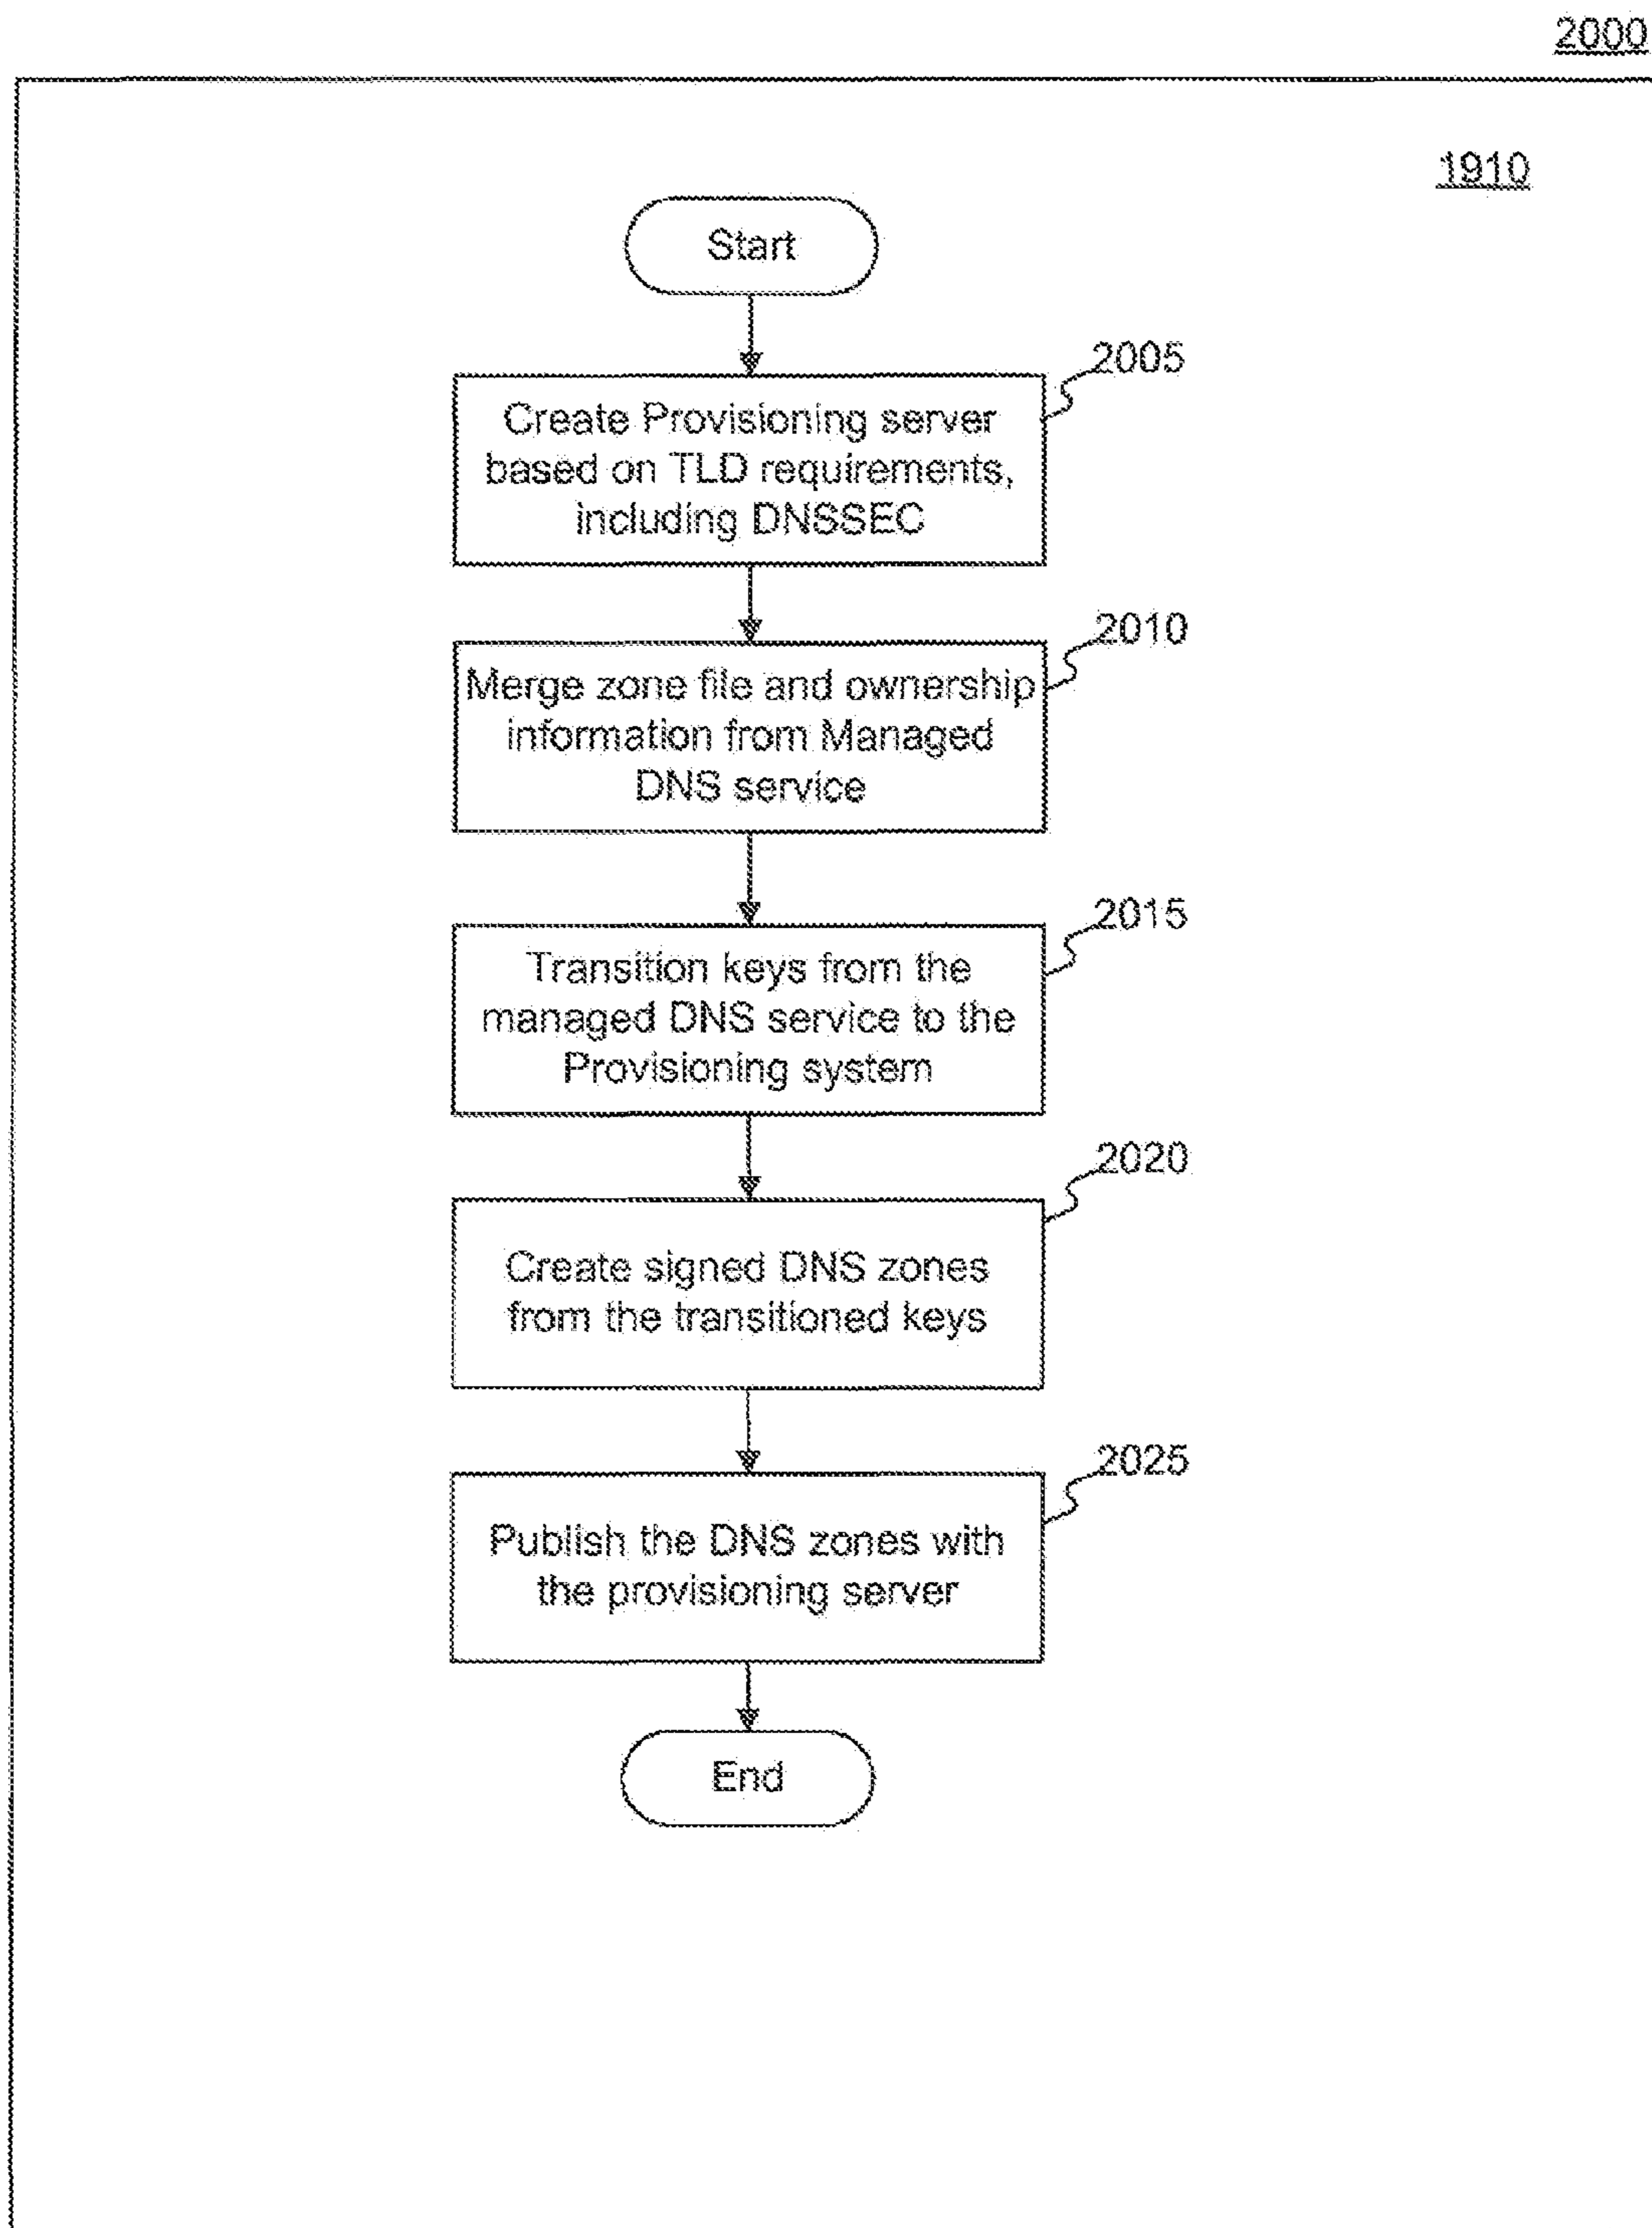 2000
1910
Start
2005
Create Provisioning server
based on TLD requirements,
including DNSSEC
2010
Merge zone file and ownership
information from Managed
DNS service
2015
Transition keys from the
managed DNS service to the
Provisioning system
2020
Create signed DNS zones
from the transitioned keys
2025
Publish the DNS zones with
the provisioning server
End